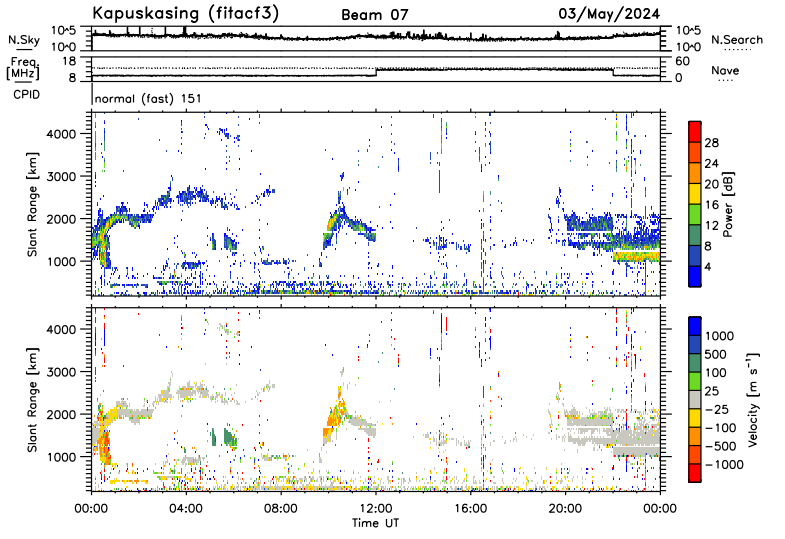 Kapuskasing (fitacf3) Beam 07 03/May/2024
N.Sky 10^5 10^0 10^5 10^0 N.Search
Freq. [MHz] 18 8 60 0 Nave
CPID normal (fast) 151
Slant Range [km] 4000 3000 2000 1000
Power [dB] 28 24 20 16 12 8 4
Slant Range [km] 4000 3000 2000 1000
Velocity [m s⁻¹] 1000 500 100 25 −25 −100 −500 −1000
00:00 04:00 08:00 12:00 16:00 20:00 00:00
Time UT